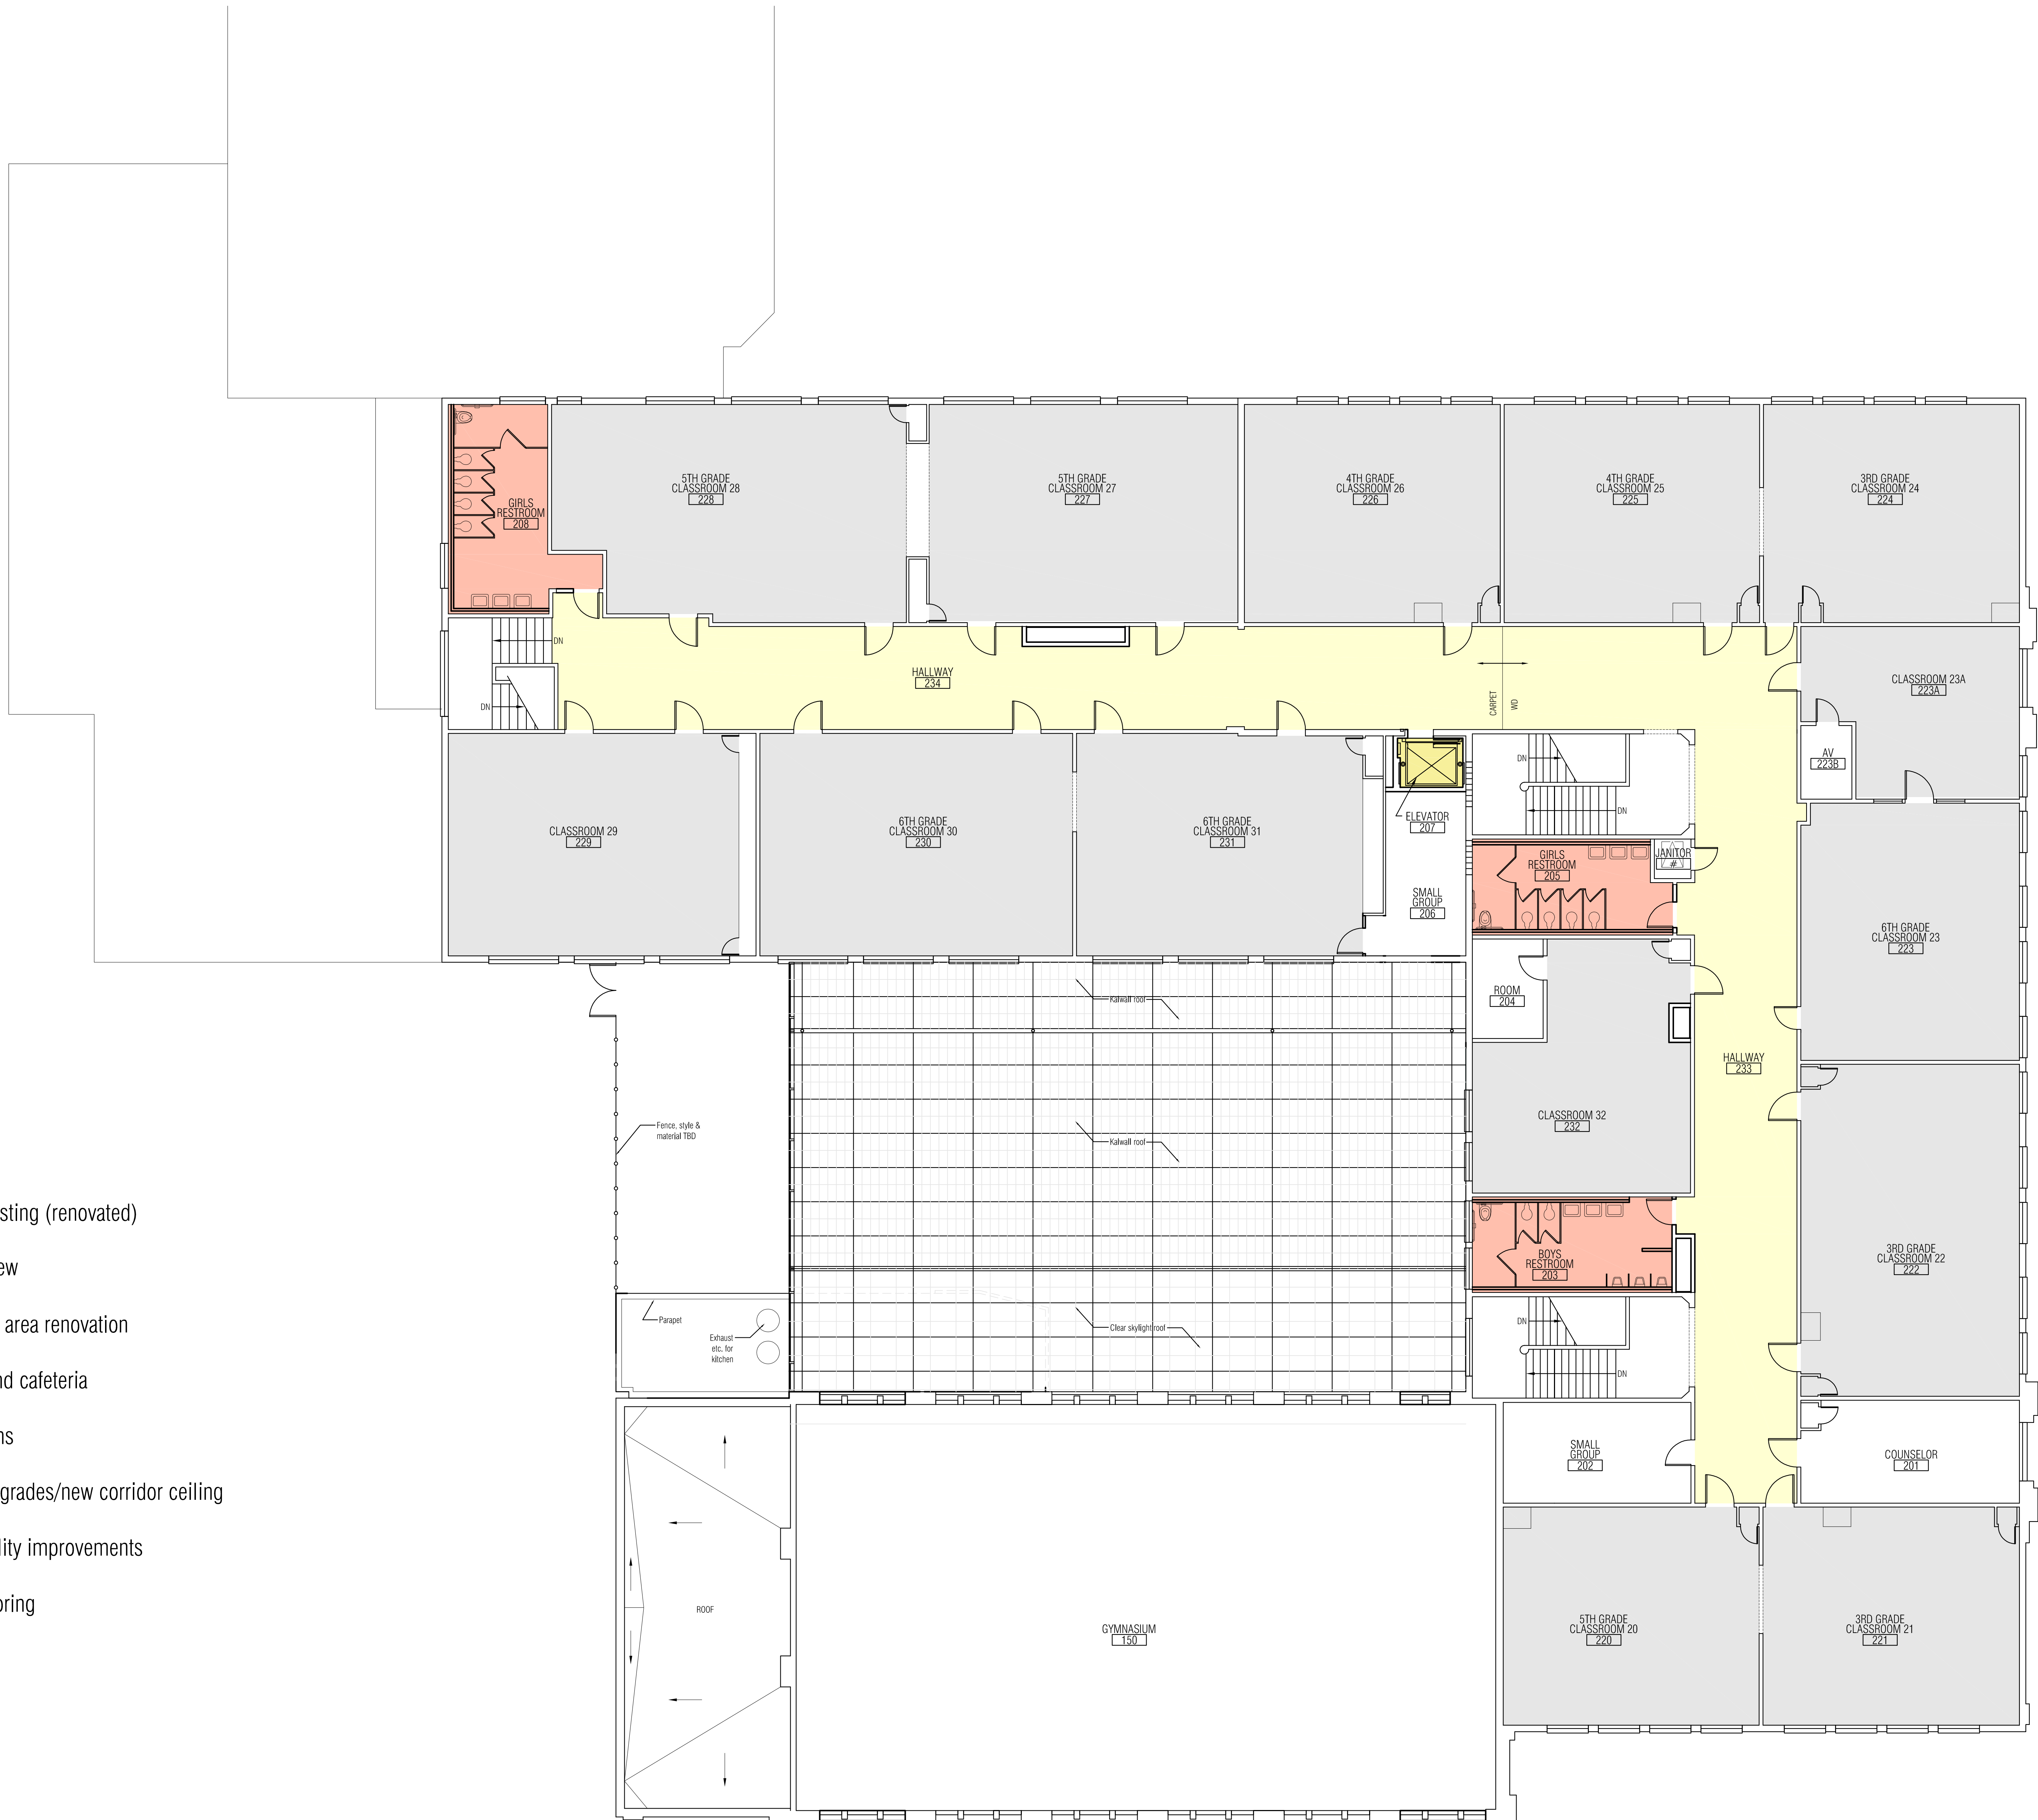 GIRLS
RESTROOM
208
5TH GRADE
CLASSROOM 28
228
5TH GRADE
CLASSROOM 27
227
4TH GRADE
CLASSROOM 26
226
4TH GRADE
CLASSROOM 25
225
3RD GRADE
CLASSROOM 24
224
DN
DN
HALLWAY
234
CARPET
WD
CLASSROOM 23A
223A
AV
223B
CLASSROOM 29
229
6TH GRADE
CLASSROOM 30
230
6TH GRADE
CLASSROOM 31
231
ELEVATOR
207
SMALL
GROUP
206
DN
DN
GIRLS
RESTROOM
205
JANITOR
#
6TH GRADE
CLASSROOM 23
223
ROOM
204
HALLWAY
233
CLASSROOM 32
232
Kalwall roof
Kalwall roof
Fence, style &
material TBD
BOYS
RESTROOM
203
3RD GRADE
CLASSROOM 22
222
Parapet
Exhaust
etc. for
kitchen
Clear skylight roof
DN
DN
SMALL
GROUP
202
COUNSELOR
201
ROOF
GYMNASIUM
150
5TH GRADE
CLASSROOM 20
220
3RD GRADE
CLASSROOM 21
221
sting (renovated)
ew
area renovation
nd cafeteria
ns
grades/new corridor ceiling
lity improvements
oring